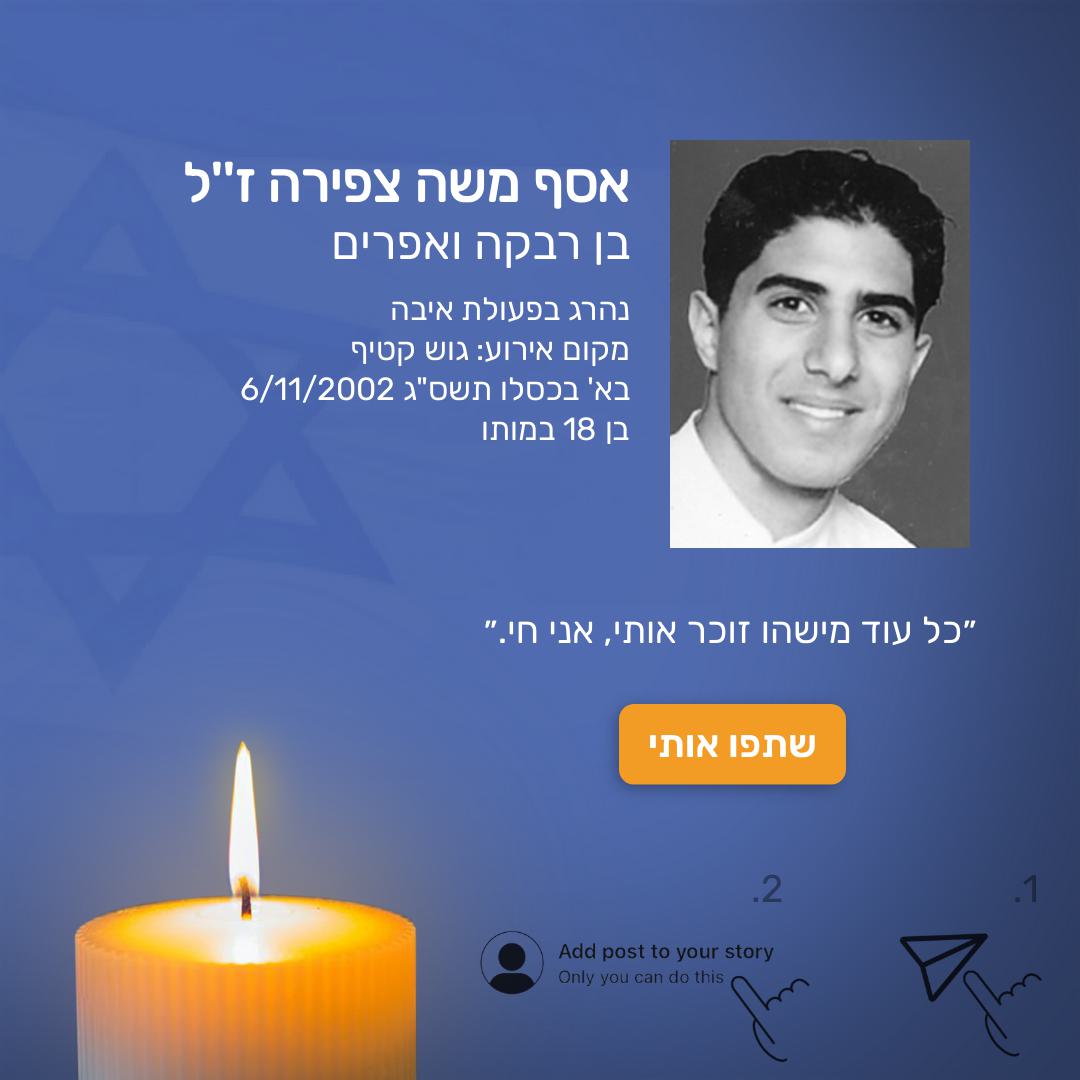 אסף משה צפירה ז"ל
בן רבקה ואפרים
נהרג בפעולת איבה
מקום אירוע: גוש קטיף
בא' בכסלו תשס"ג 6/11/2002
בן 18 במותו
״כל עוד מישהו זוכר אותי, אני חי.״
שתפו אותי
1.
2.
Add post to your story
Only you can do this